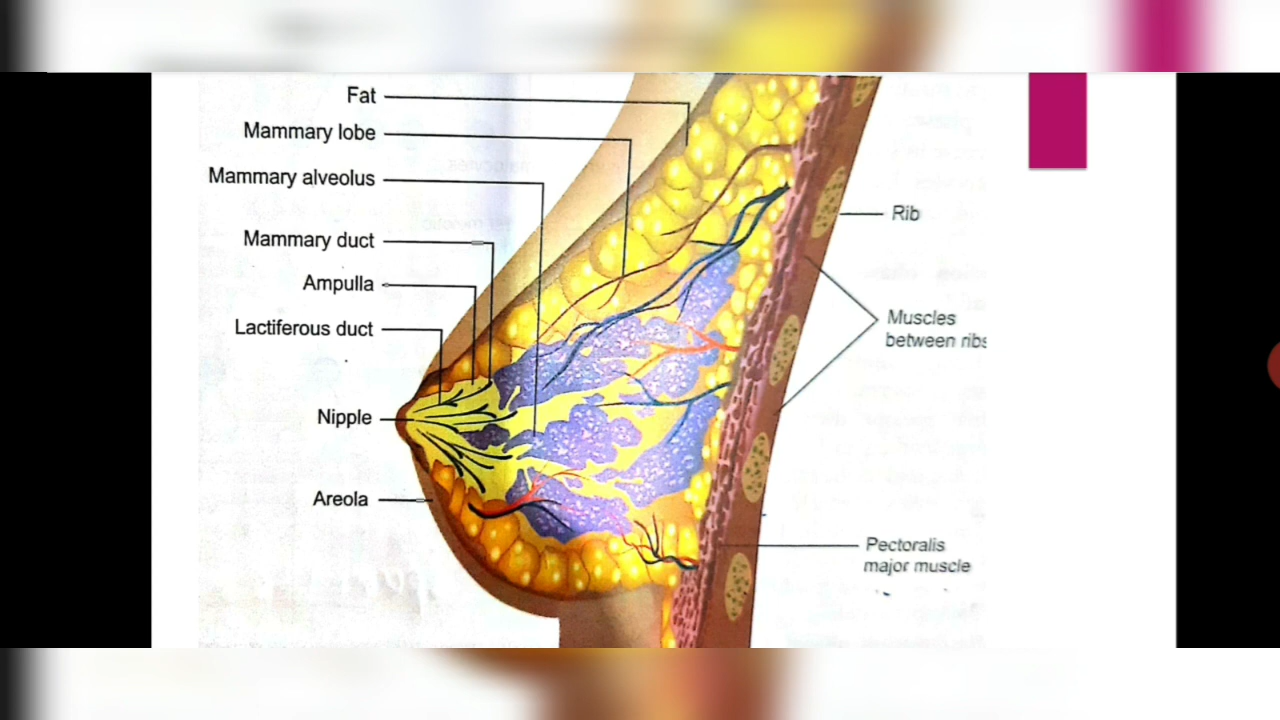 Fat
Mammary lobe
Mammary alveolus
Mammary duct
Ampulla
Lactiferous duct
Nipple
Areola
Rib
Muscles
between ribs
Pectoralis
major muscle